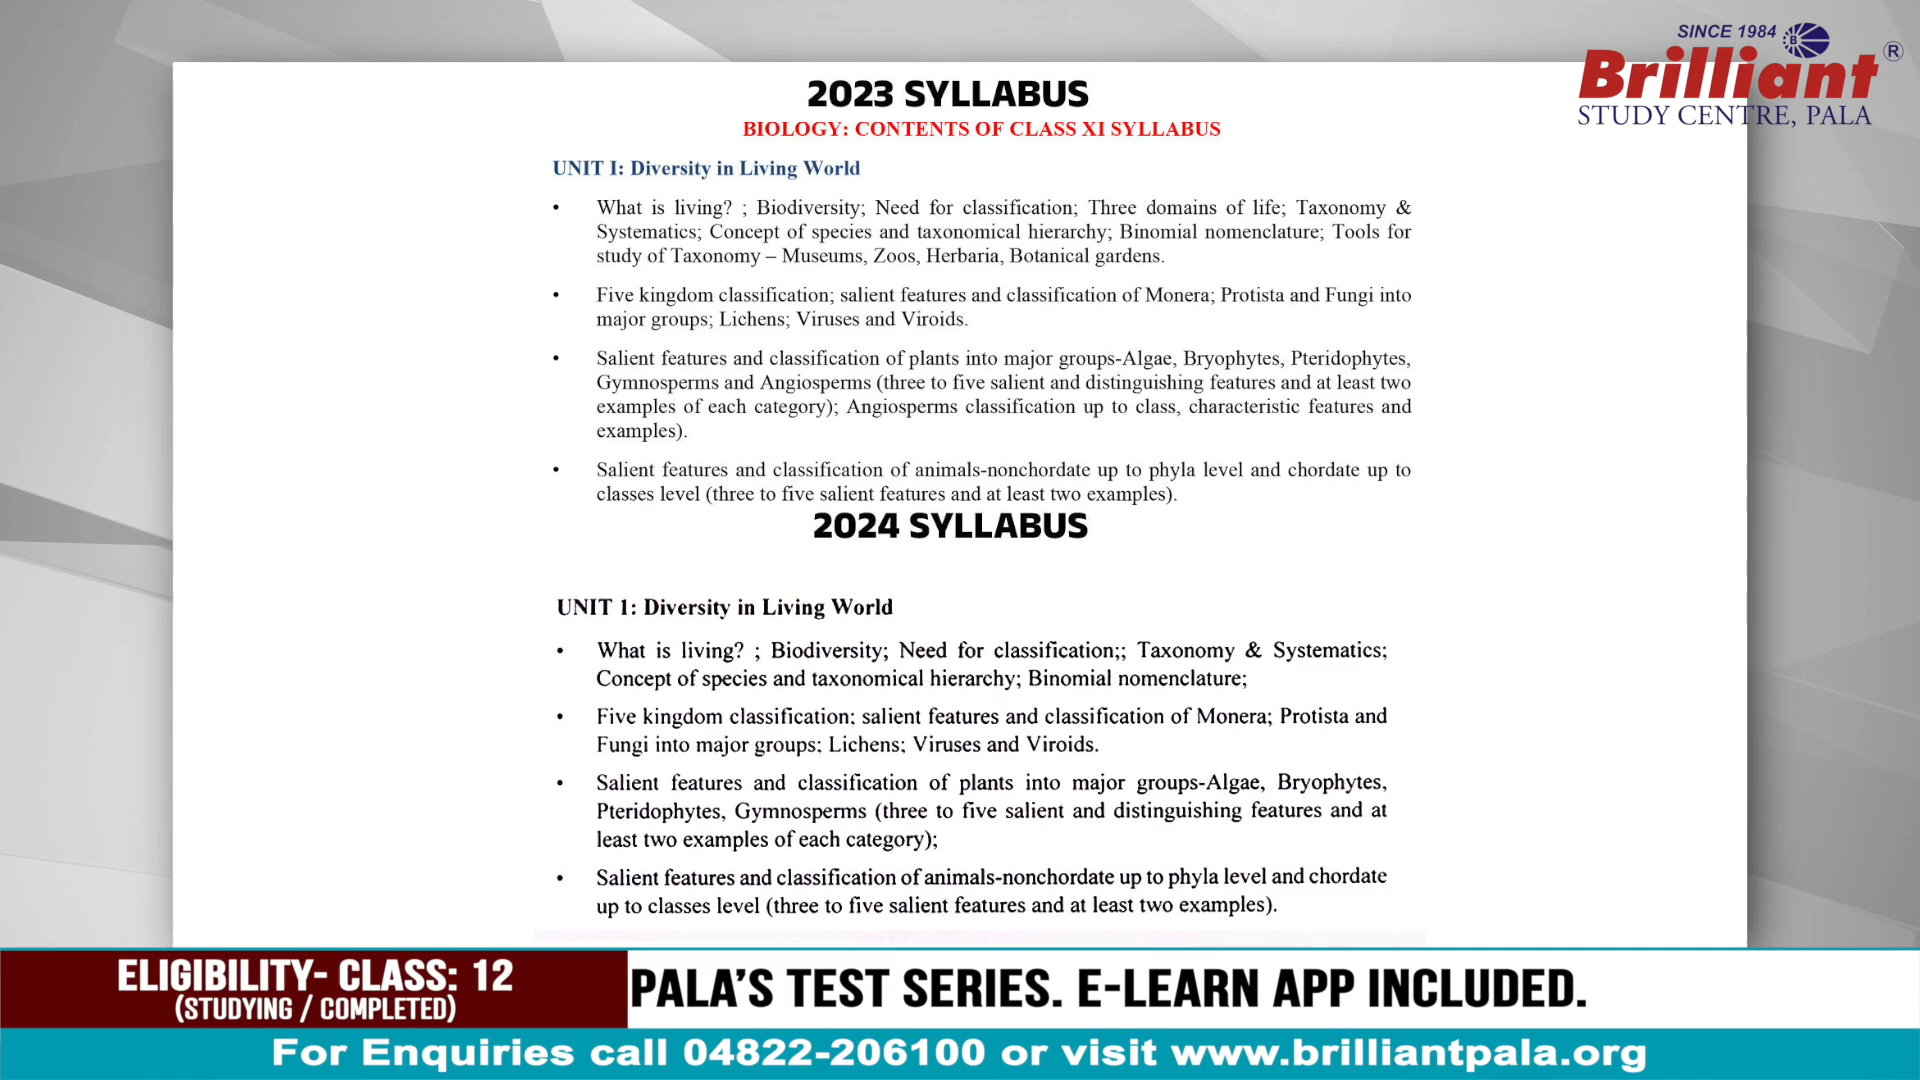 SINCE 1984
Brilliant ®
STUDY CENTRE, PALA
2023 SYLLABUS
BIOLOGY: CONTENTS OF CLASS XI SYLLABUS
UNIT I: Diversity in Living World
• What is living? ; Biodiversity; Need for classification; Three domains of life; Taxonomy &
Systematics; Concept of species and taxonomical hierarchy; Binomial nomenclature; Tools for
study of Taxonomy – Museums, Zoos, Herbaria, Botanical gardens.
• Five kingdom classification; salient features and classification of Monera; Protista and Fungi into
major groups; Lichens; Viruses and Viroids.
• Salient features and classification of plants into major groups-Algae, Bryophytes, Pteridophytes,
Gymnosperms and Angiosperms (three to five salient and distinguishing features and at least two
examples of each category); Angiosperms classification up to class, characteristic features and
examples).
• Salient features and classification of animals-nonchordate up to phyla level and chordate up to
classes level (three to five salient features and at least two examples).
2024 SYLLABUS
UNIT 1: Diversity in Living World
• What is living? ; Biodiversity; Need for classification;; Taxonomy & Systematics;
Concept of species and taxonomical hierarchy; Binomial nomenclature;
• Five kingdom classification; salient features and classification of Monera; Protista and
Fungi into major groups; Lichens; Viruses and Viroids.
• Salient features and classification of plants into major groups-Algae, Bryophytes,
Pteridophytes, Gymnosperms (three to five salient and distinguishing features and at
least two examples of each category);
• Salient features and classification of animals-nonchordate up to phyla level and chordate
up to classes level (three to five salient features and at least two examples).
ELIGIBILITY- CLASS: 12
(STUDYING / COMPLETED)
PALA'S TEST SERIES. E-LEARN APP INCLUDED.
For Enquiries call 04822-206100 or visit www.brilliantpala.org